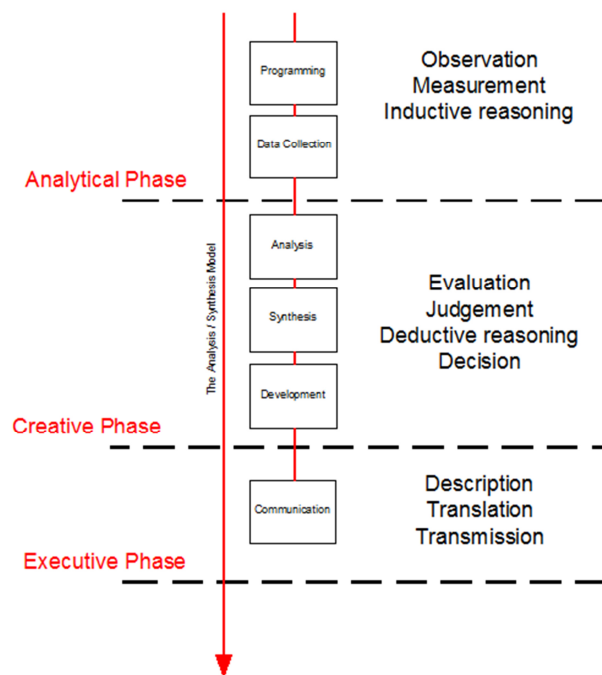 Programming
Observation
Measurement
Inductive reasoning
Data Collection
Analytical Phase
Analysis
The Analysis / Synthesis Model
Synthesis
Evaluation
Judgement
Deductive reasoning
Decision
Development
Creative Phase
Communication
Description
Translation
Transmission
Executive Phase